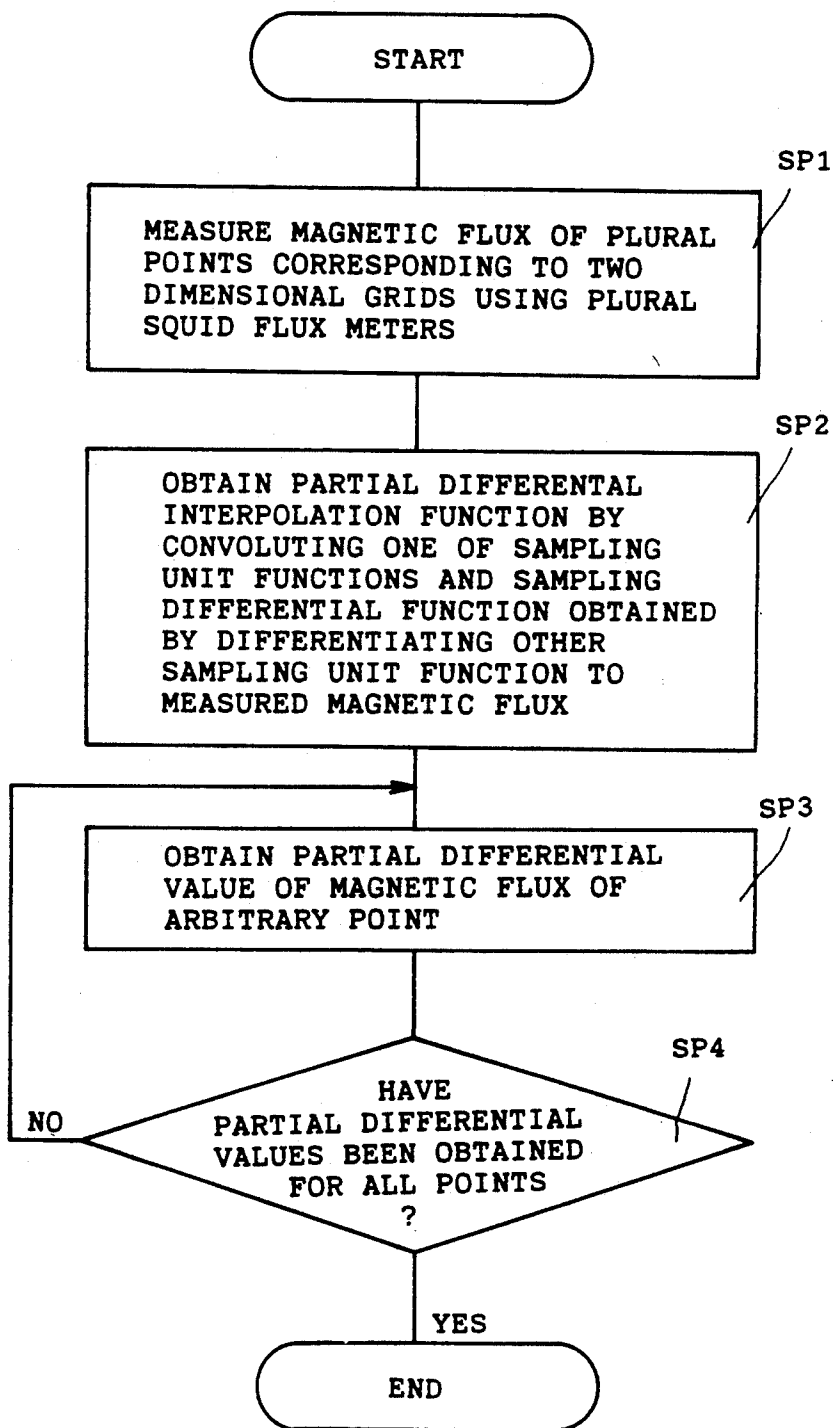 START
SP1
MEASURE MAGNETIC FLUX OF PLURAL
POINTS CORRESPONDING TO TWO
DIMENSIONAL GRIDS USING PLURAL
SQUID FLUX METERS
SP2
OBTAIN PARTIAL DIFFERENTAL
INTERPOLATION FUNCTION BY
CONVOLUTING ONE OF SAMPLING
UNIT FUNCTIONS AND SAMPLING
DIFFERENTIAL FUNCTION OBTAINED
BY DIFFERENTIATING OTHER
SAMPLING UNIT FUNCTION TO
MEASURED MAGNETIC FLUX
SP3
OBTAIN PARTIAL DIFFERENTIAL
VALUE OF MAGNETIC FLUX OF
ARBITRARY POINT
SP4
HAVE
PARTIAL DIFFERENTIAL
VALUES BEEN OBTAINED
FOR ALL POINTS
?
NO
YES
END